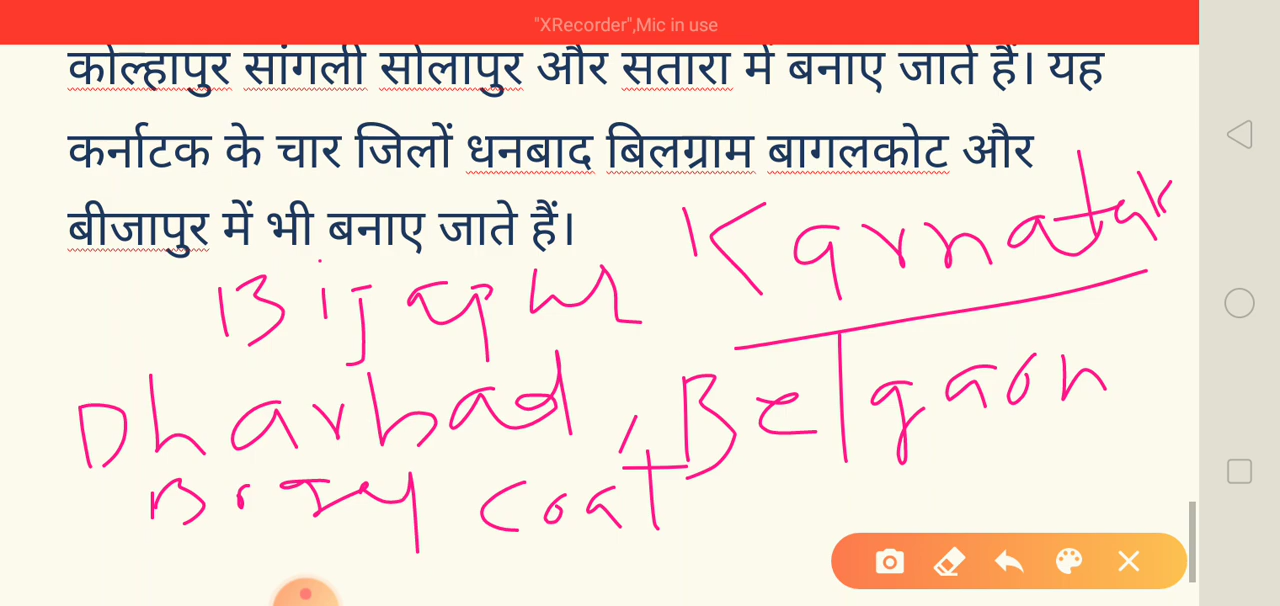 "XRecorder",Mic in use
कोल्हापुर सांगली सोलापुर और सतारा में बनाए जाते हैं। यह
कर्नाटक के चार जिलों धनबाद बिलग्राम बागलकोट और
बीजापुर में भी बनाए जाते हैं।
Karnatak
Bijapur
Dharbad, Belgaon
coat